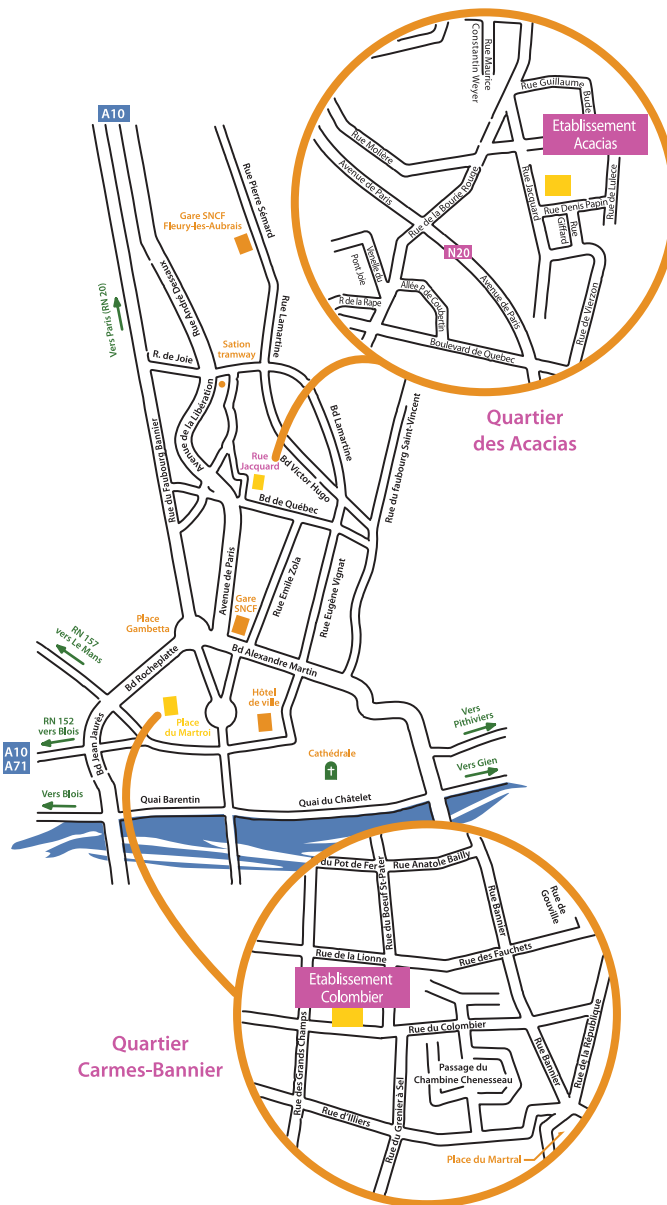 Rue Maurice
Constantin Weyer
Rue Guillaume
Bude
Etablissement
Acacias
Rue Molière
Avenue de Paris
Rue de la Bourie Rouge
Rue Jacquard
Rue Denis Papin
Rue de Lulece
Rue
Giffard
N20
Venelle du
Pont Joie
Allée P. de Coubertin
R de la Rape
Avenue de Paris
Boulevard de Quebec
Rue de Vierzon
Quartier
des Acacias
A10
Rue Pierre Sémard
Gare SNCF
Fleury-les-Aubrais
Rue André Dessaux
Vers Paris (RN 20)
Rue Lamartine
Sation
tramway
R. de Joie
Avenue de la Libération
Bd Lamartine
Rue du faubourg Saint-Vincent
Rue
Jacquard
Bd Victor Hugo
Rue du Faubourg Bannier
Bd de Québec
Avenue de Paris
Rue Emile Zola
Rue Eugène Vignat
Gare
SNCF
Place
Gambetta
RN 157
vers Le Mans
Bd Rocheplatte
Bd Alexandre Martin
Hôtel
de ville
Place
du Martroi
RN 152
vers Blois
A10
A71
Bd Jean Jaurès
Cathédrale
Vers
Pithiviers
Vers Gien
Vers Blois
Quai Barentin
Quai du Châtelet
du Pot de Fer
Rue Anatole Bailly
Rue du Boeuf St-Pater
Rue Bannier
Rue de
Gouville
Rue de la Lionne
Rue des Fauchets
Etablissement
Colombier
Rue du Colombier
Rue des Grands Champs
Rue Bannier
Rue de la République
Passage du
Chambine Chenesseau
Rue d'Illiers
Rue du Grenier à Sel
Place du Martral
Quartier
Carmes-Bannier